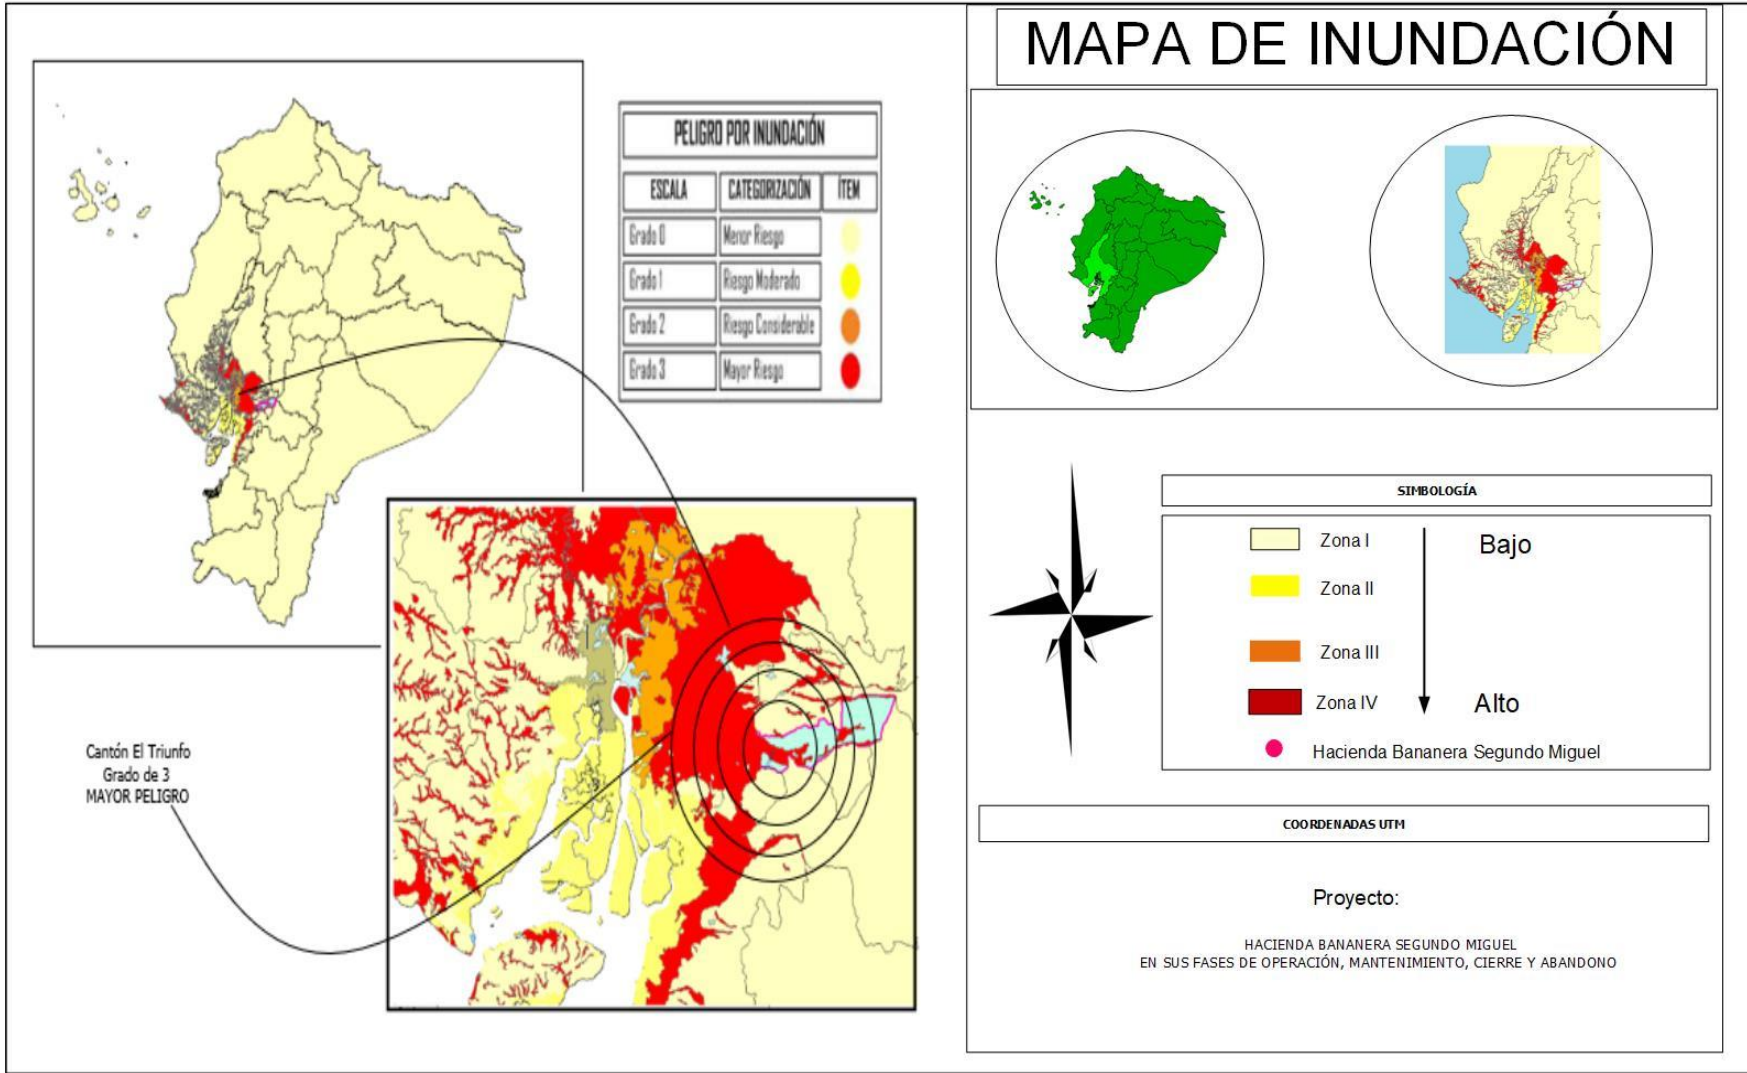 MAPA DE INUNDACIÓN
PELIGRO POR INUNDACIÓN
ESCALA CATEGORIZACIÓN ÍTEM
Grado 0 Menor Riesgo
Grado 1 Riesgo Moderado
Grado 2 Riesgo Considerable
Grado 3 Mayor Riesgo
Cantón El Triunfo
Grado de 3
MAYOR PELIGRO
SIMBOLOGÍA
Zona I Bajo
Zona II
Zona III
Zona IV Alto
Hacienda Bananera Segundo Miguel
COORDENADAS UTM
Proyecto:
HACIENDA BANANERA SEGUNDO MIGUEL
EN SUS FASES DE OPERACIÓN, MANTENIMIENTO, CIERRE Y ABANDONO